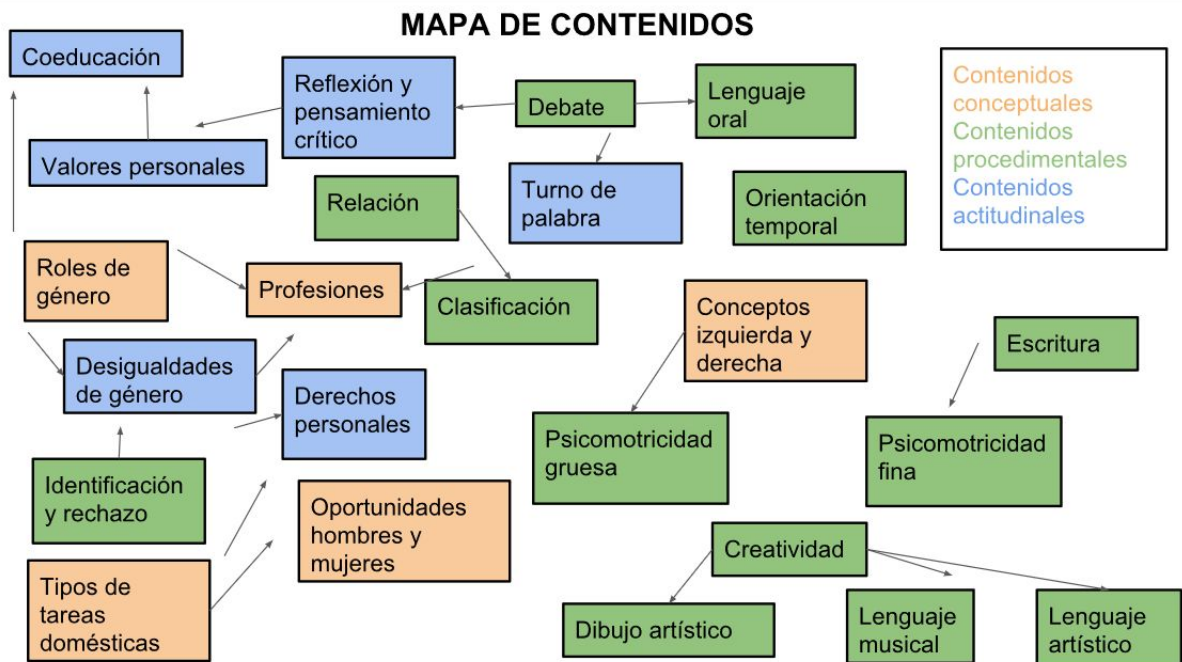 MAPA DE CONTENIDOS
Coeducación
Reflexión y
pensamiento
crítico
Debate
Lenguaje
oral
Contenidos
conceptuales
Contenidos
procedimentales
Contenidos
actitudinales
Valores personales
Relación
Turno de
palabra
Orientación
temporal
Roles de
género
Profesiones
Clasificación
Conceptos
izquierda y
derecha
Escritura
Desigualdades
de género
Derechos
personales
Psicomotricidad
gruesa
Psicomotricidad
fina
Identificación
y rechazo
Oportunidades
hombres y
mujeres
Creatividad
Tipos de
tareas
domésticas
Dibujo artístico
Lenguaje
musical
Lenguaje
artístico